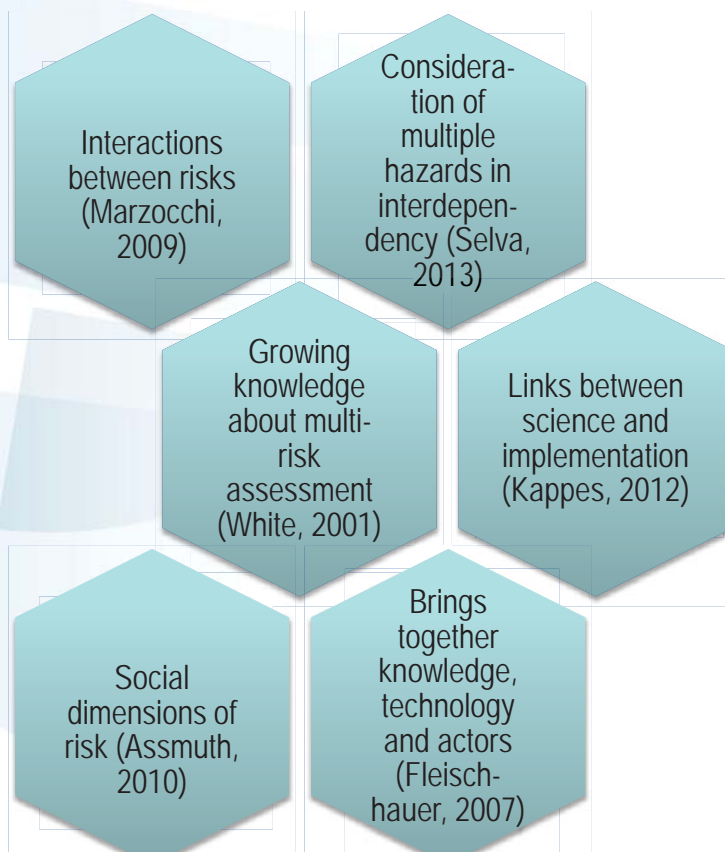 Interactions
between risks
(Marzocchi,
2009)
Considera-
tion of
multiple
hazards in
interdepen-
dency (Selva,
2013)
Growing
knowledge
about multi-
risk
assessment
(White, 2001)
Links between
science and
implementation
(Kappes, 2012)
Social
dimensions of
risk (Assmuth,
2010)
Brings
together
knowledge,
technology
and actors
(Fleisch-
hauer, 2007)